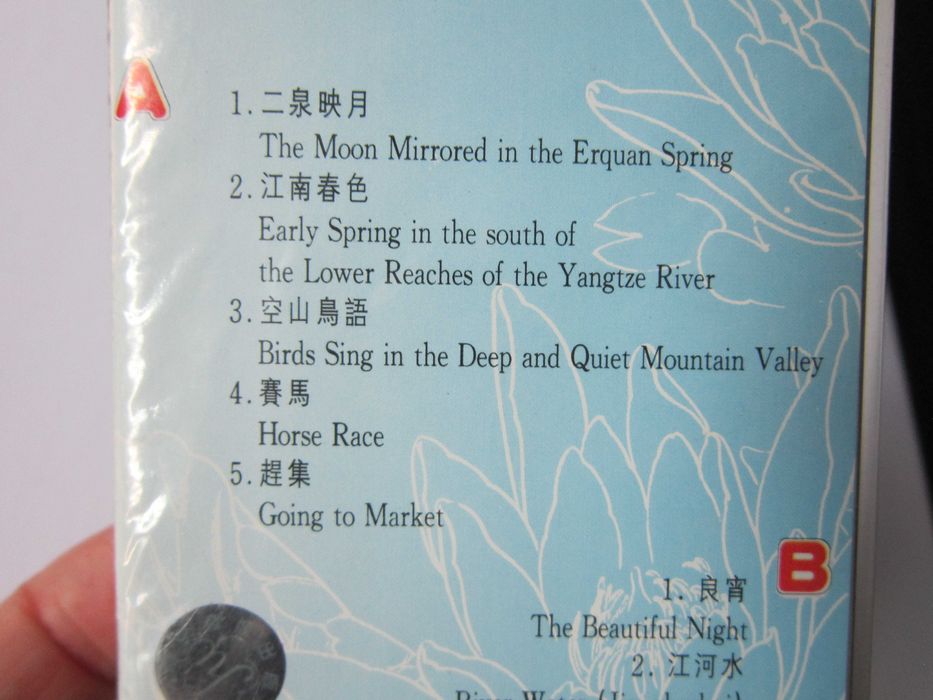 A
1. 二泉映月
The Moon Mirrored in the Erquan Spring
2. 江南春色
Early Spring in the south of
the Lower Reaches of the Yangtze River
3. 空山鳥語
Birds Sing in the Deep and Quiet Mountain Valley
4. 賽馬
Horse Race
5. 趕集
Going to Market
B
1. 良宵
The Beautiful Night
2. 江河水
River Water